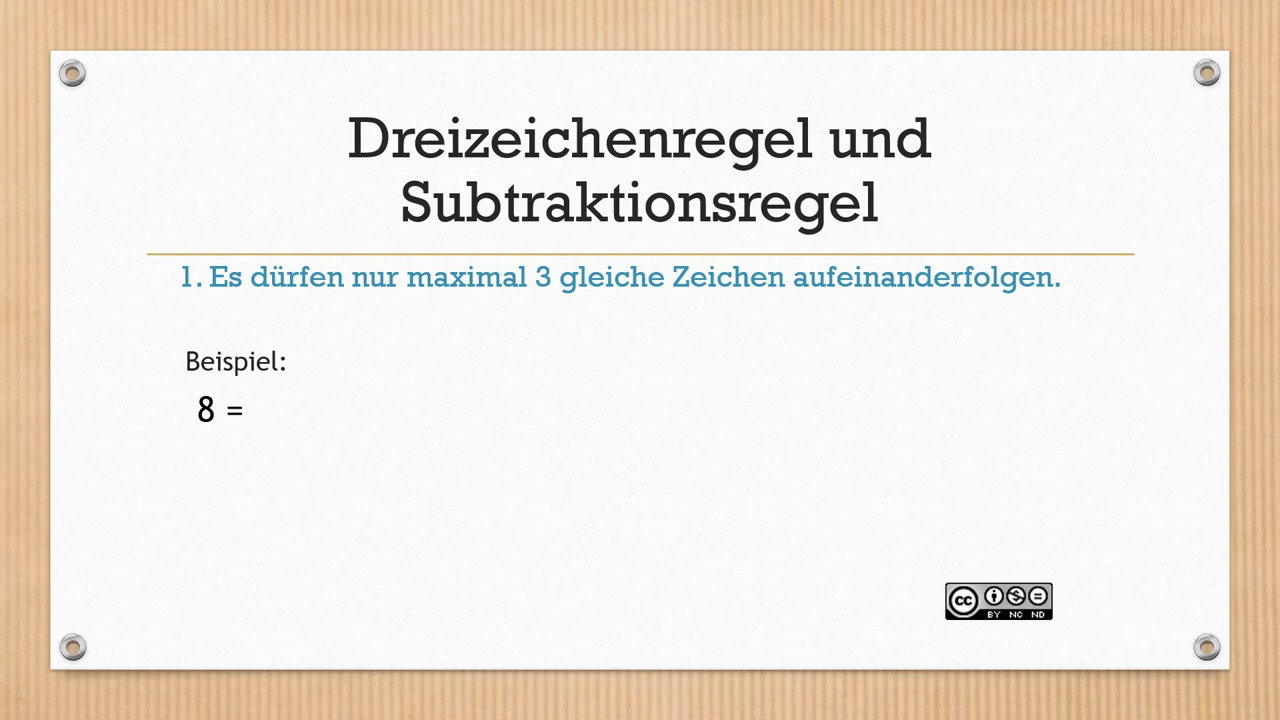 Dreizeichenregel und
Subtraktionsregel
1. Es dürfen nur maximal 3 gleiche Zeichen aufeinanderfolgen.
Beispiel:
8 =
cc
BY NC ND